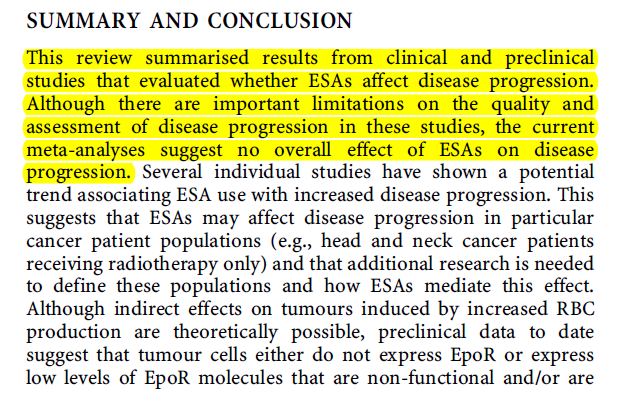 SUMMARY AND CONCLUSION
This review summarised results from clinical and preclinical
studies that evaluated whether ESAs affect disease progression.
Although there are important limitations on the quality and
assessment of disease progression in these studies, the current
meta-analyses suggest no overall effect of ESAs on disease
progression. Several individual studies have shown a potential
trend associating ESA use with increased disease progression. This
suggests that ESAs may affect disease progression in particular
cancer patient populations (e.g., head and neck cancer patients
receiving radiotherapy only) and that additional research is needed
to define these populations and how ESAs mediate this effect.
Although indirect effects on tumours induced by increased RBC
production are theoretically possible, preclinical data to date
suggest that tumour cells either do not express EpoR or express
low levels of EpoR molecules that are non-functional and/or are